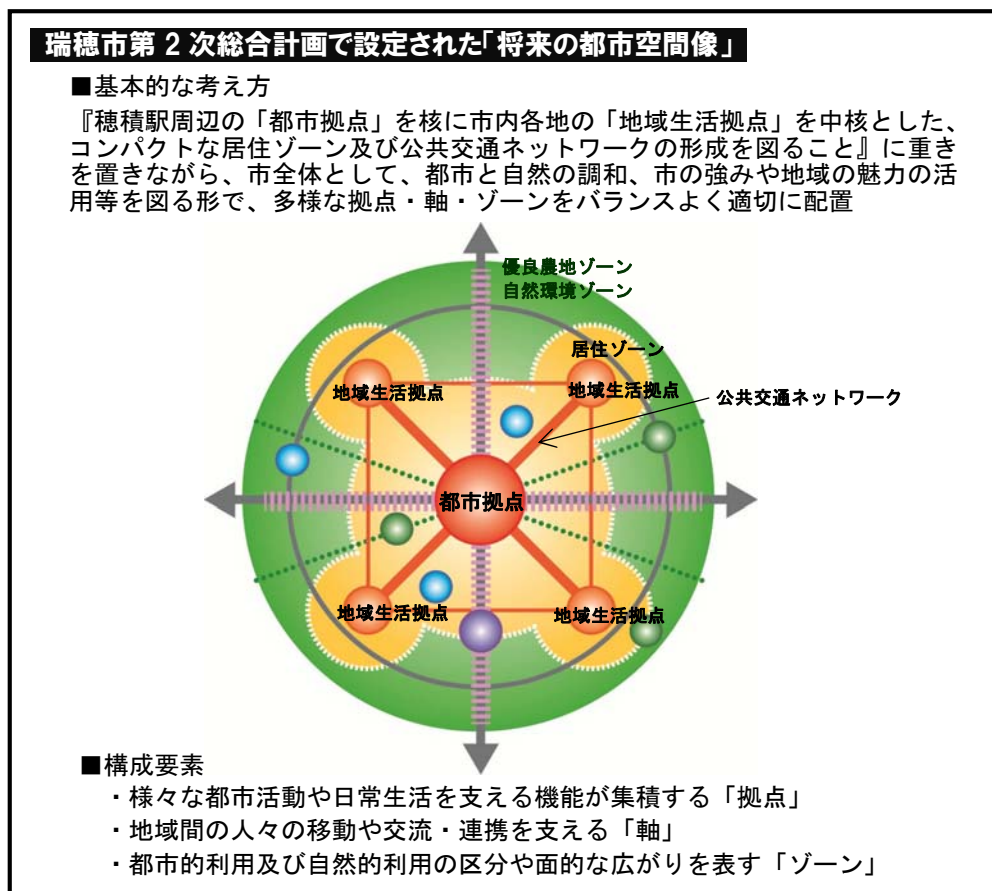 瑞穂市第2次総合計画で設定された「将来の都市空間像」
■基本的な考え方
『穂積駅周辺の「都市拠点」を核に市内各地の「地域生活拠点」を中核とした、
コンパクトな居住ゾーン及び公共交通ネットワークの形成を図ること』に重き
を置きながら、市全体として、都市と自然の調和、市の強みや地域の魅力の活
用等を図る形で、多様な拠点・軸・ゾーンをバランスよく適切に配置
優良農地ゾーン
自然環境ゾーン
居住ゾーン
地域生活拠点
地域生活拠点
公共交通ネットワーク
都市拠点
地域生活拠点
地域生活拠点
■構成要素
・様々な都市活動や日常生活を支える機能が集積する「拠点」
・地域間の人々の移動や交流・連携を支える「軸」
・都市的利用及び自然的利用の区分や面的な広がりを表す「ゾーン」